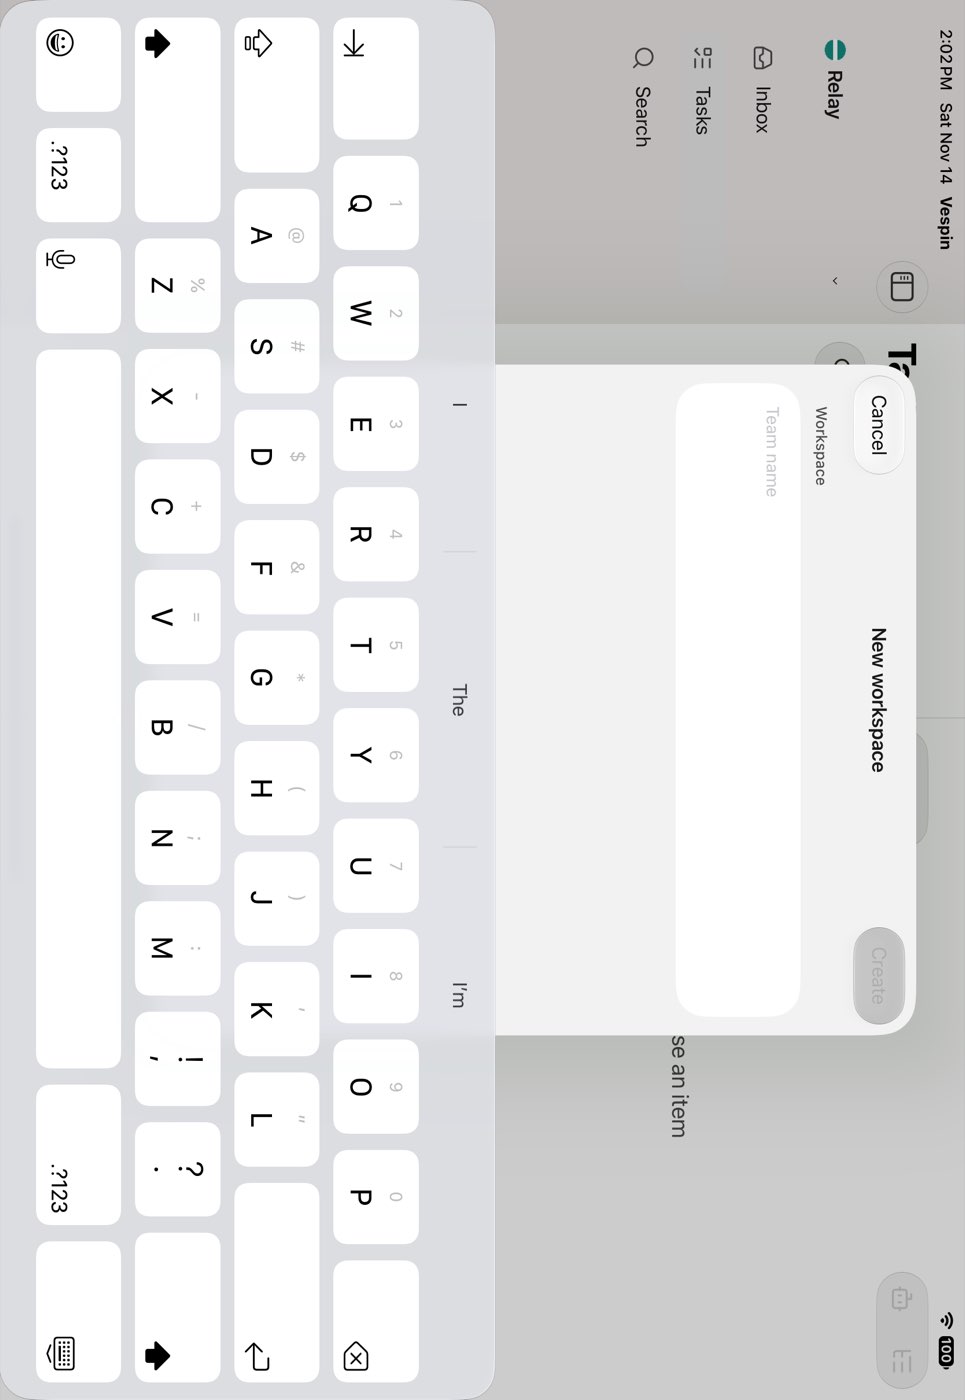 2:02 PM Sat Nov 14 Vespin
100
Cancel
New workspace
Create
Relay
Workspace
Team name
Inbox
Tasks
Search
se an item
I
The
I'm
1 2 3 4 5 6 7 8 9 0
Q W E R T Y U I O P
@ # $ & * ( ) ' "
A S D F G H J K L
% - + = / ; : ! ?
Z X C V B N M , .
.?123
.?123